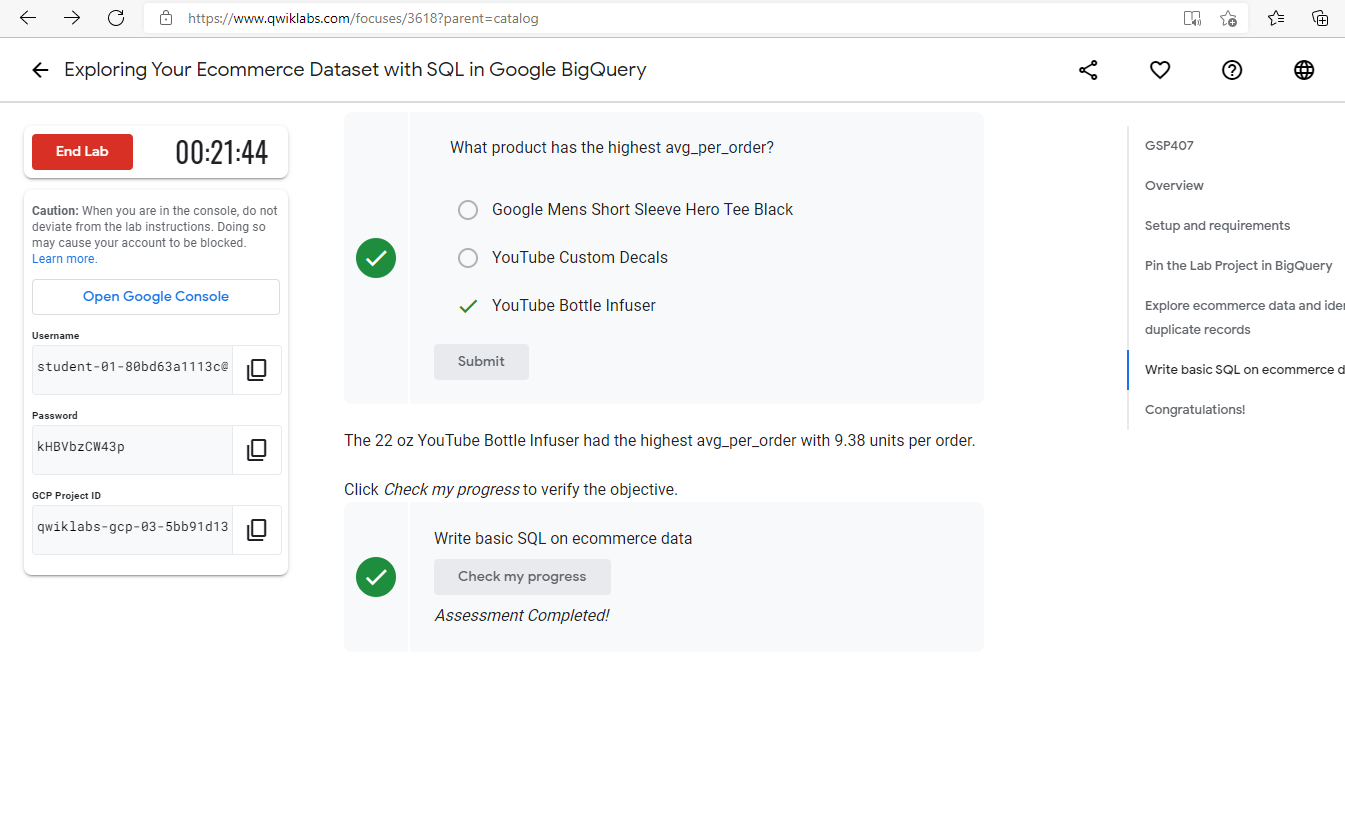 https://www.qwiklabs.com/focuses/3618?parent=catalog
Exploring Your Ecommerce Dataset with SQL in Google BigQuery
End Lab
00:21:44
Caution: When you are in the console, do not
deviate from the lab instructions. Doing so
may cause your account to be blocked.
Learn more.
Open Google Console
Username
student-01-80bd63a1113c@
Password
kHBVbzCW43p
GCP Project ID
qwiklabs-gcp-03-5bb91d13
What product has the highest avg_per_order?
Google Mens Short Sleeve Hero Tee Black
YouTube Custom Decals
YouTube Bottle Infuser
Submit
The 22 oz YouTube Bottle Infuser had the highest avg_per_order with 9.38 units per order.
Click Check my progress to verify the objective.
Write basic SQL on ecommerce data
Check my progress
Assessment Completed!
GSP407
Overview
Setup and requirements
Pin the Lab Project in BigQuery
Explore ecommerce data and ide
duplicate records
Write basic SQL on ecommerce d
Congratulations!